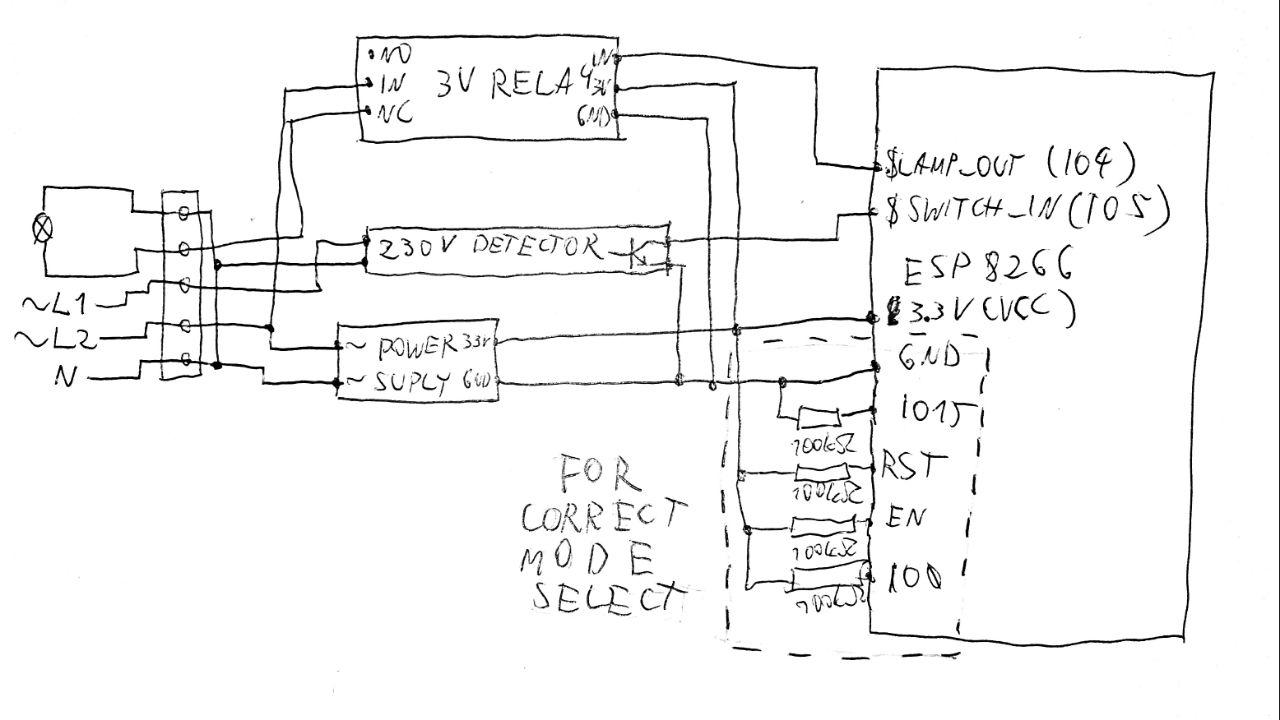 NO
IN
NC
3V RELAY
IN
3V
GND
$LAMP_OUT (IO4)
$SWITCH_IN (IO5)
ESP 8266
3.3V (VCC)
GND
IO15
RST
EN
IO0
230V DETECTOR
~L1
~L2
N
~ POWER 3.3V
~ SUPLY GND
100kΩ
100kΩ
100kΩ
100kΩ
FOR
CORRECT
MODE
SELECT